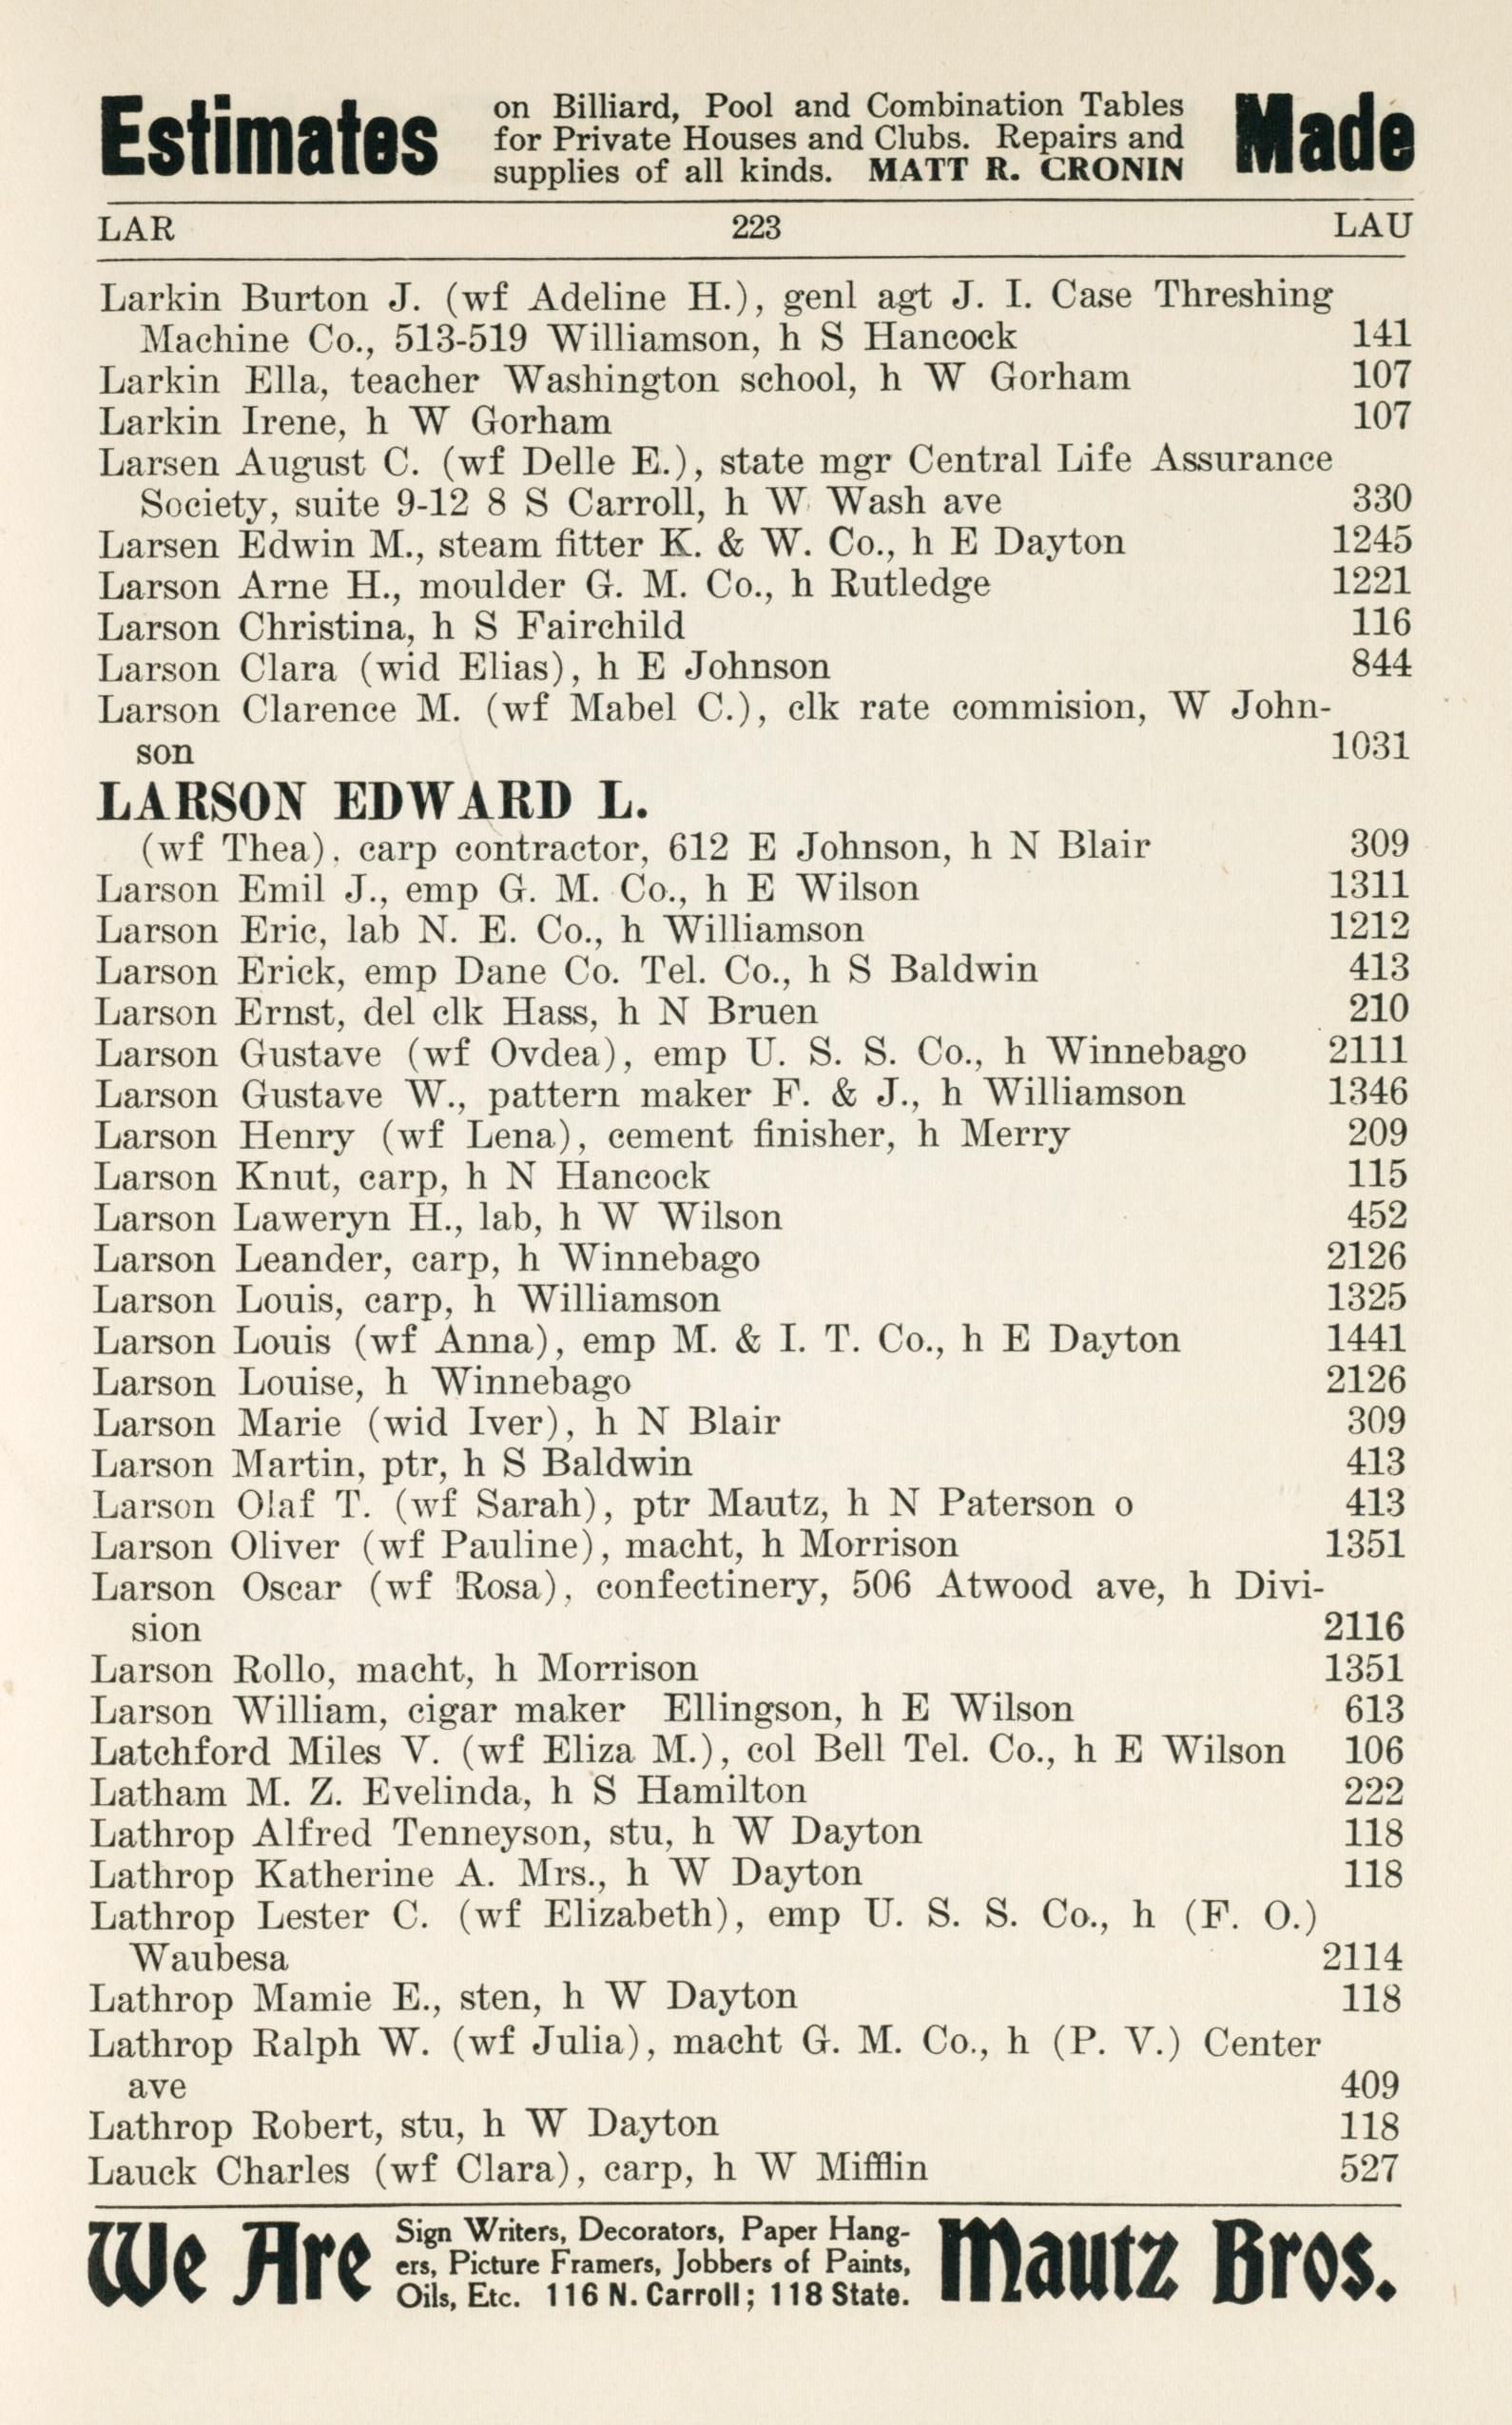 Estimates on Billiard, Pool and Combination Tables Made
for Private Houses and Clubs. Repairs and
supplies of all kinds. MATT R. CRONIN
LAR 223 LAU
Larkin Burton J. (wf Adeline H.), genl agt J. I. Case Threshing
Machine Co., 513-519 Williamson, h S Hancock 141
Larkin Ella, teacher Washington school, h W Gorham 107
Larkin Irene, h W Gorham 107
Larsen August C. (wf Delle E.), state mgr Central Life Assurance
Society, suite 9-12 8 S Carroll, h W Wash ave 330
Larsen Edwin M., steam fitter K. & W. Co., h E Dayton 1245
Larson Arne H., moulder G. M. Co., h Rutledge 1221
Larson Christina, h S Fairchild 116
Larson Clara (wid Elias), h E Johnson 844
Larson Clarence M. (wf Mabel C.), clk rate commision, W John-
son 1031
LARSON EDWARD L.
(wf Thea), carp contractor, 612 E Johnson, h N Blair 309
Larson Emil J., emp G. M. Co., h E Wilson 1311
Larson Eric, lab N. E. Co., h Williamson 1212
Larson Erick, emp Dane Co. Tel. Co., h S Baldwin 413
Larson Ernst, del clk Hass, h N Bruen 210
Larson Gustave (wf Ovdea), emp U. S. S. Co., h Winnebago 2111
Larson Gustave W., pattern maker F. & J., h Williamson 1346
Larson Henry (wf Lena), cement finisher, h Merry 209
Larson Knut, carp, h N Hancock 115
Larson Laweryn H., lab, h W Wilson 452
Larson Leander, carp, h Winnebago 2126
Larson Louis, carp, h Williamson 1325
Larson Louis (wf Anna), emp M. & I. T. Co., h E Dayton 1441
Larson Louise, h Winnebago 2126
Larson Marie (wid Iver), h N Blair 309
Larson Martin, ptr, h S Baldwin 413
Larson Olaf T. (wf Sarah), ptr Mautz, h N Paterson o 413
Larson Oliver (wf Pauline), macht, h Morrison 1351
Larson Oscar (wf Rosa), confectinery, 506 Atwood ave, h Divi-
sion 2116
Larson Rollo, macht, h Morrison 1351
Larson William, cigar maker Ellingson, h E Wilson 613
Latchford Miles V. (wf Eliza M.), col Bell Tel. Co., h E Wilson 106
Latham M. Z. Evelinda, h S Hamilton 222
Lathrop Alfred Tenneyson, stu, h W Dayton 118
Lathrop Katherine A. Mrs., h W Dayton 118
Lathrop Lester C. (wf Elizabeth), emp U. S. S. Co., h (F. O.)
Waubesa 2114
Lathrop Mamie E., sten, h W Dayton 118
Lathrop Ralph W. (wf Julia), macht G. M. Co., h (P. V.) Center
ave 409
Lathrop Robert, stu, h W Dayton 118
Lauck Charles (wf Clara), carp, h W Mifflin 527
We Are Sign Writers, Decorators, Paper Hang- Mautz Bros.
ers, Picture Framers, Jobbers of Paints,
Oils, Etc. 116 N. Carroll; 118 State.